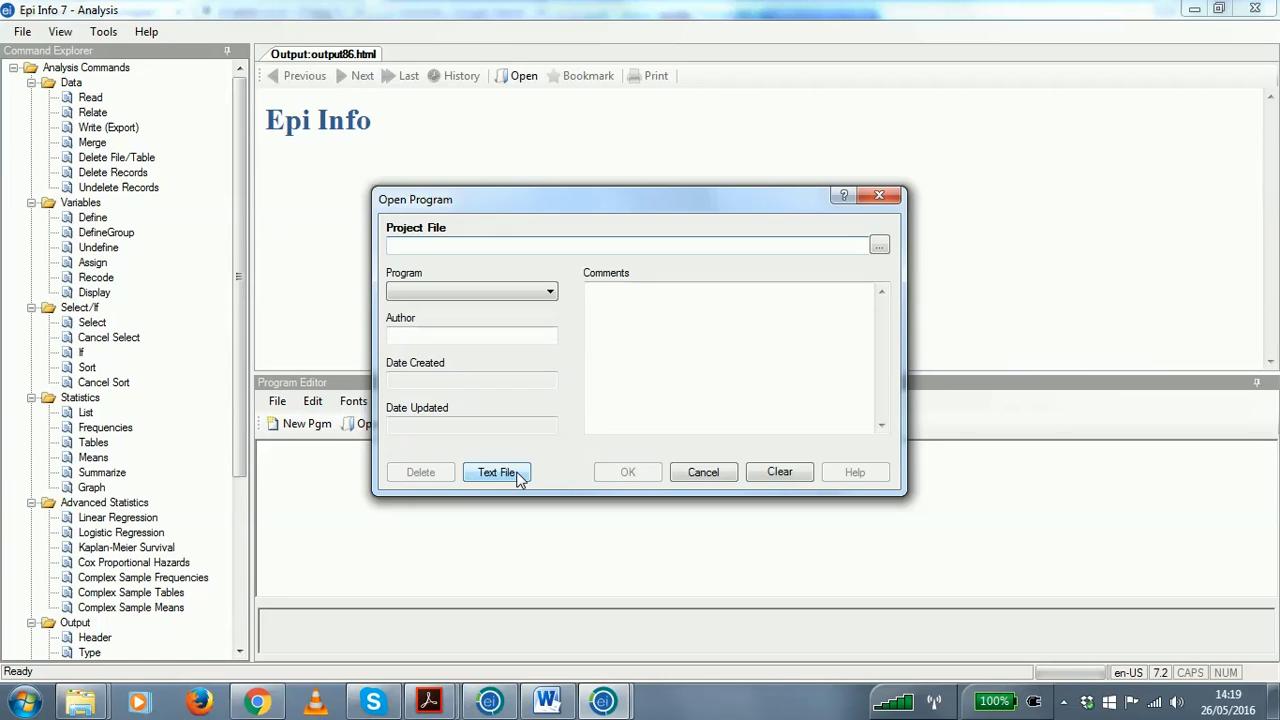 Epi Info 7 - Analysis
File View Tools Help
Command Explorer
Output:output86.html
Previous Next Last History Open Bookmark Print
Epi Info
Analysis Commands
Data
Read
Relate
Write (Export)
Merge
Delete File/Table
Delete Records
Undelete Records
Variables
Define
DefineGroup
Undefine
Assign
Recode
Display
Select/If
Select
Cancel Select
If
Sort
Cancel Sort
Statistics
List
Frequencies
Tables
Means
Summarize
Graph
Advanced Statistics
Linear Regression
Logistic Regression
Kaplan-Meier Survival
Cox Proportional Hazards
Complex Sample Frequencies
Complex Sample Tables
Complex Sample Means
Output
Header
Type
Open Program
Project File
...
Program
Comments
Author
Date Created
Date Updated
Delete Text File OK Cancel Clear Help
Program Editor
File Edit Fonts
New Pgm Op
Ready
en-US 7.2 CAPS NUM
100%
14:19
26/05/2016